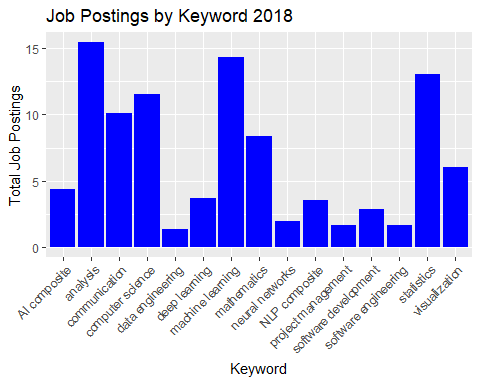 Job Postings by Keyword 2018
Total Job Postings
15
10
5
0
AI composite
analysis
communication
computer science
data engineering
deep learning
machine learning
mathematics
neural networks
NLP composite
project management
software development
software engineering
statistics
visualization
Keyword